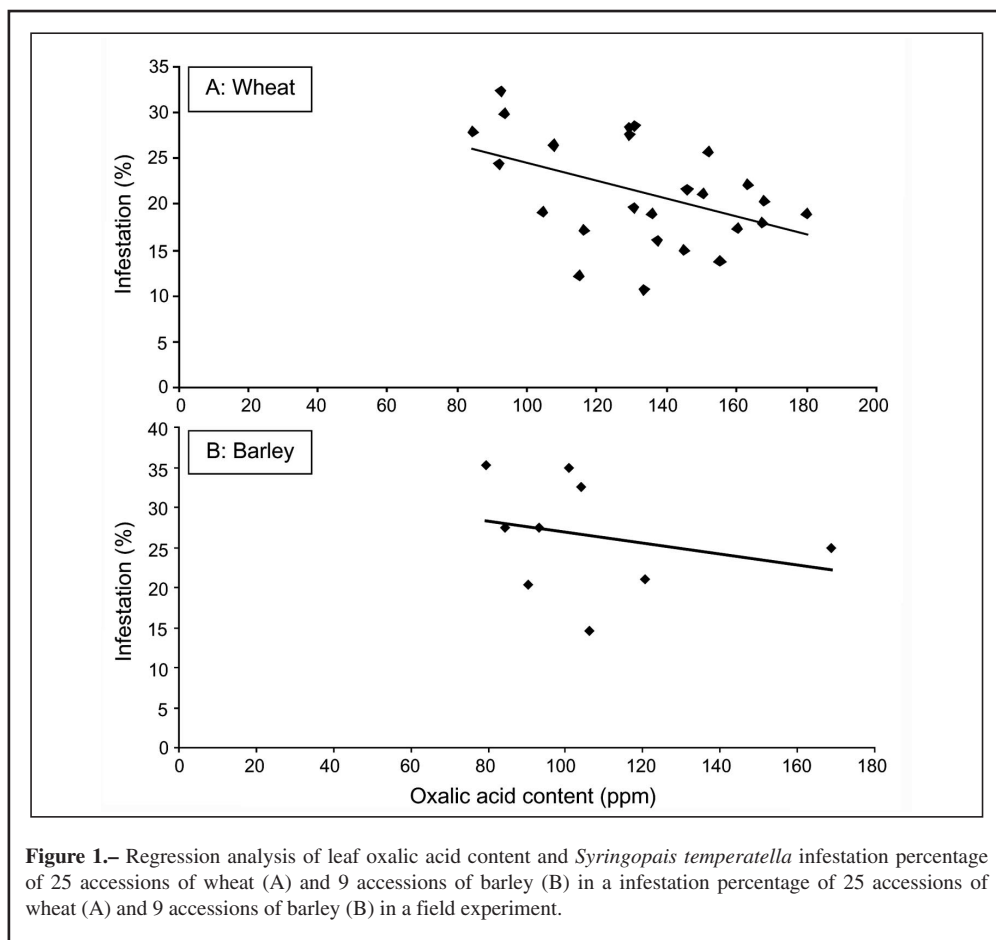 35
30
25
20
15
10
5
0
Infestation (%)
A: Wheat
0 20 40 60 80 100 120 140 160 180 200
40
35
30
25
20
15
10
5
0
Infestation (%)
B: Barley
0 20 40 60 80 100 120 140 160 180
Oxalic acid content (ppm)
Figure 1.– Regression analysis of leaf oxalic acid content and Syringopais temperatella infestation percentage
of 25 accessions of wheat (A) and 9 accessions of barley (B) in a infestation percentage of 25 accessions of
wheat (A) and 9 accessions of barley (B) in a field experiment.